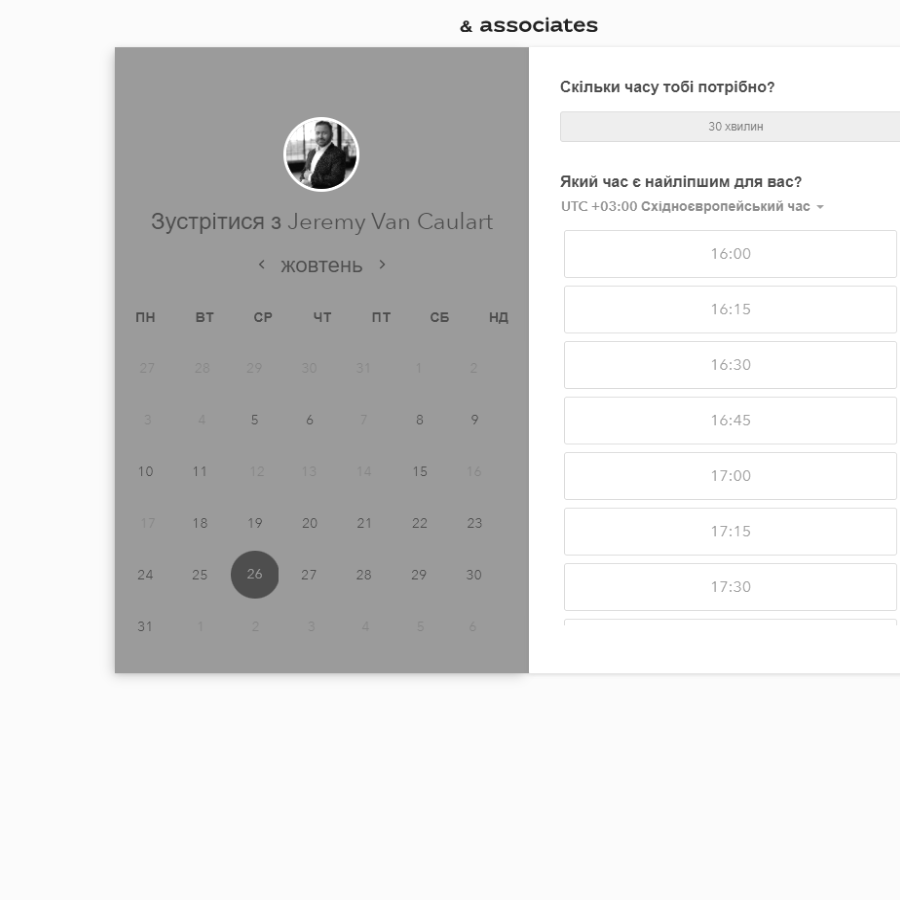 & associates
Зустрітися з Jeremy Van Caulart
жовтень
ПН ВТ СР ЧТ ПТ СБ НД
27 28 29 30 31 1 2
3 4 5 6 7 8 9
10 11 12 13 14 15 16
17 18 19 20 21 22 23
24 25 26 27 28 29 30
31 1 2 3 4 5 6
Скільки часу тобі потрібно?
30 хвилин
Який час є найліпшим для вас?
UTC +03:00 Східноєвропейський час
16:00
16:15
16:30
16:45
17:00
17:15
17:30